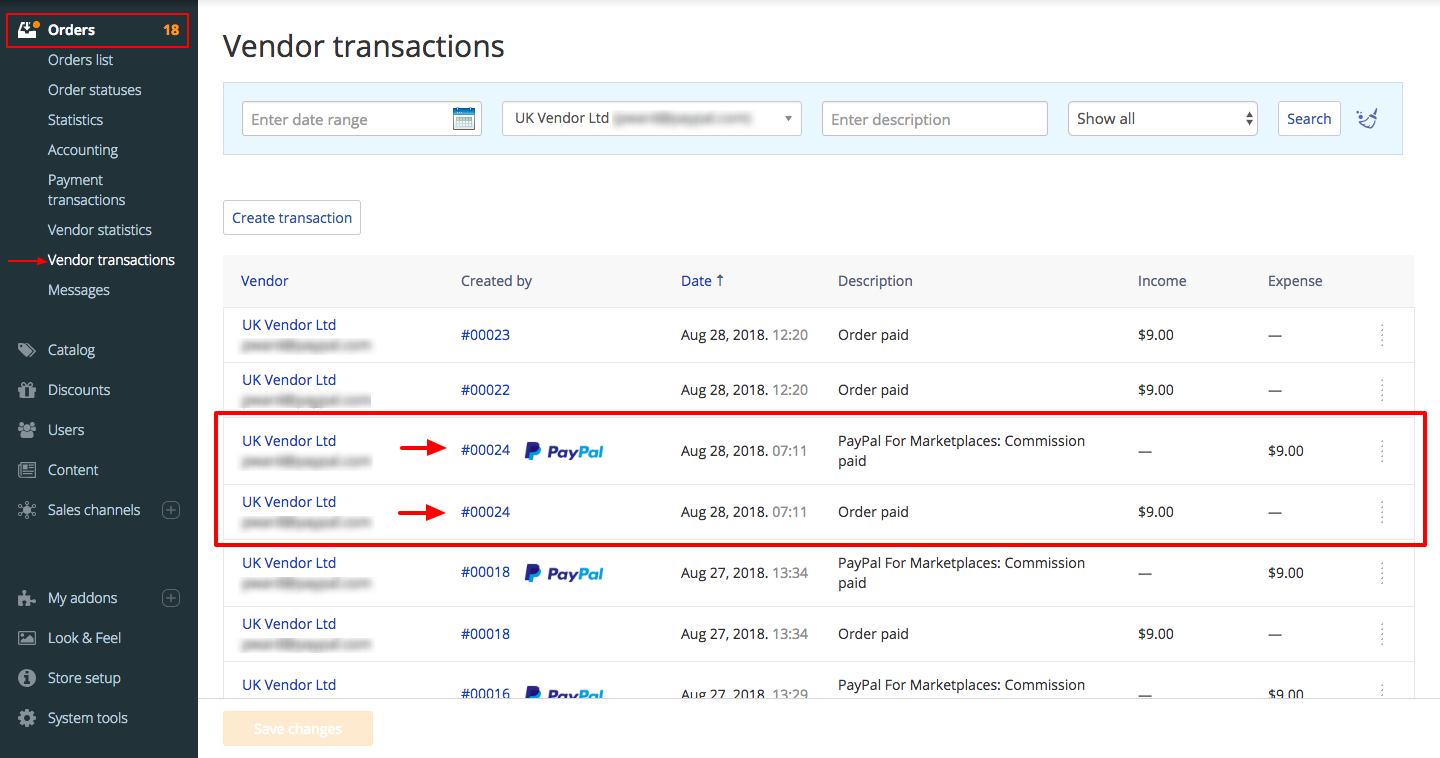 Orders 18
Orders list
Order statuses
Statistics
Accounting
Payment
transactions
Vendor statistics
Vendor transactions
Messages
Catalog
Discounts
Users
Content
Sales channels
My addons
Look & Feel
Store setup
System tools
Vendor transactions
Enter date range
UK Vendor Ltd
Enter description
Show all
Search
Create transaction
Vendor Created by Date ↑ Description Income Expense
UK Vendor Ltd
#00023 Aug 28, 2018. 12:20 Order paid $9.00 —
UK Vendor Ltd
#00022 Aug 28, 2018. 12:20 Order paid $9.00 —
UK Vendor Ltd
#00024 PayPal Aug 28, 2018. 07:11 PayPal For Marketplaces: Commission — $9.00
paid
UK Vendor Ltd
#00024 Aug 28, 2018. 07:11 Order paid $9.00 —
UK Vendor Ltd
#00018 PayPal Aug 27, 2018. 13:34 PayPal For Marketplaces: Commission — $9.00
paid
UK Vendor Ltd
#00018 Aug 27, 2018. 13:34 Order paid $9.00 —
UK Vendor Ltd
#00016 PayPal Aug 27, 2018. 13:29 PayPal For Marketplaces: Commission — $9.00
Save changes